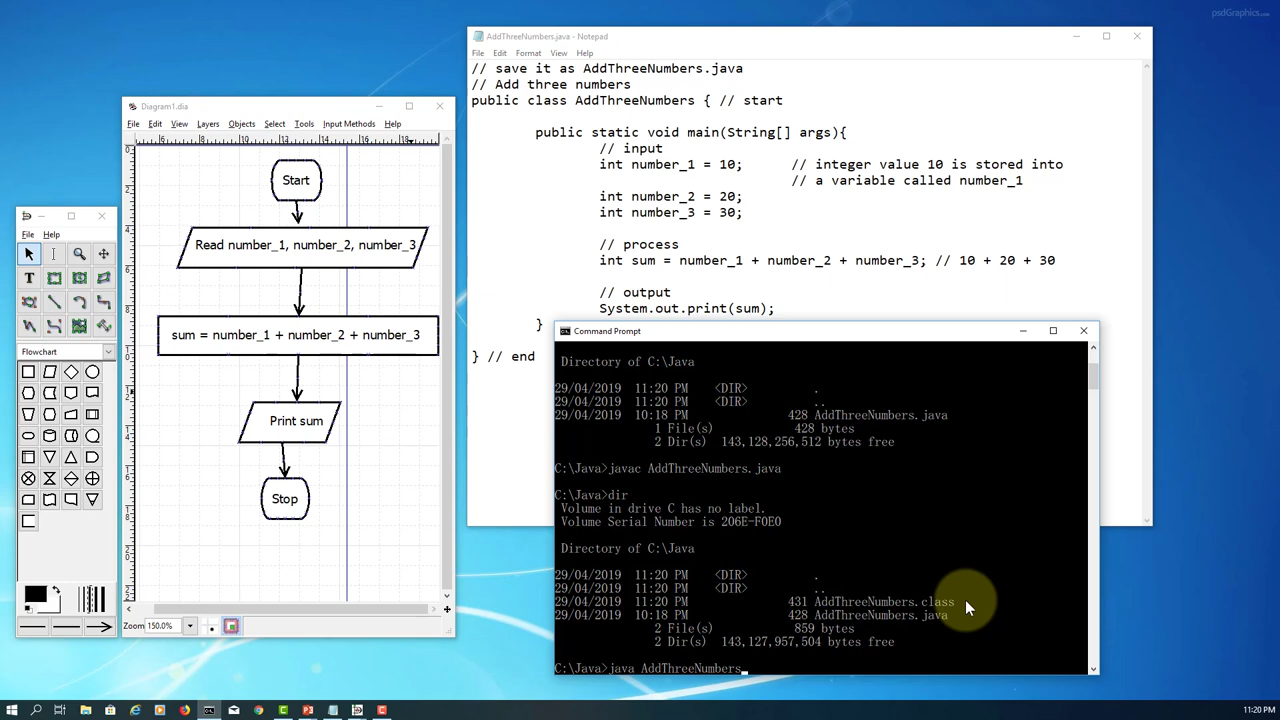 psdGraphics.com
AddThreeNumbers.java - Notepad
File Edit Format View Help
// save it as AddThreeNumbers.java
// Add three numbers
public class AddThreeNumbers { // start
public static void main(String[] args){
// input
int number_1 = 10; // integer value 10 is stored into
// a variable called number_1
int number_2 = 20;
int number_3 = 30;
// process
int sum = number_1 + number_2 + number_3; // 10 + 20 + 30
// output
System.out.print(sum);
}
} // end
Diagram1.dia
File Edit View Layers Objects Select Tools Input Methods Help
Start
Read number_1, number_2, number_3
sum = number_1 + number_2 + number_3
Print sum
Stop
Zoom 150.0%
File Help
Flowchart
Command Prompt
Directory of C:\Java
29/04/2019 11:20 PM <DIR> .
29/04/2019 11:20 PM <DIR> ..
29/04/2019 10:18 PM 428 AddThreeNumbers.java
1 File(s) 428 bytes
2 Dir(s) 143,128,256,512 bytes free
C:\Java>javac AddThreeNumbers.java
C:\Java>dir
Volume in drive C has no label.
Volume Serial Number is 206E-F0E0
Directory of C:\Java
29/04/2019 11:20 PM <DIR> .
29/04/2019 11:20 PM <DIR> ..
29/04/2019 11:20 PM 431 AddThreeNumbers.class
29/04/2019 10:18 PM 428 AddThreeNumbers.java
2 File(s) 859 bytes
2 Dir(s) 143,127,957,504 bytes free
C:\Java>java AddThreeNumbers
11:20 PM